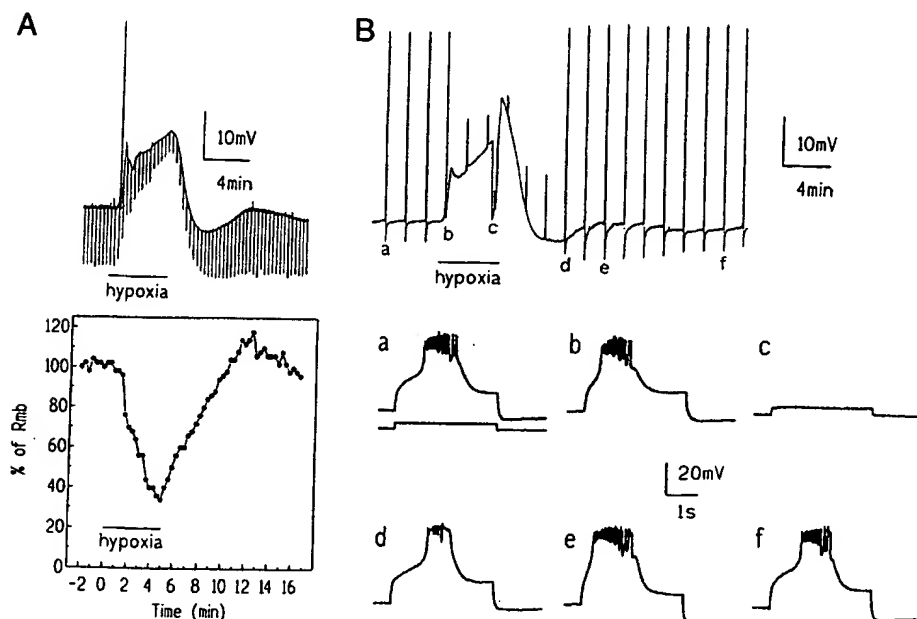 A
10mV
4min
hypoxia
% of Rmb
120
100
80
60
40
20
0
hypoxia
-2 0 2 4 6 8 10 12 14 16
Time (min)
B
10mV
4min
a
b
c
d
e
f
hypoxia
a
b
c
20mV
1s
d
e
f